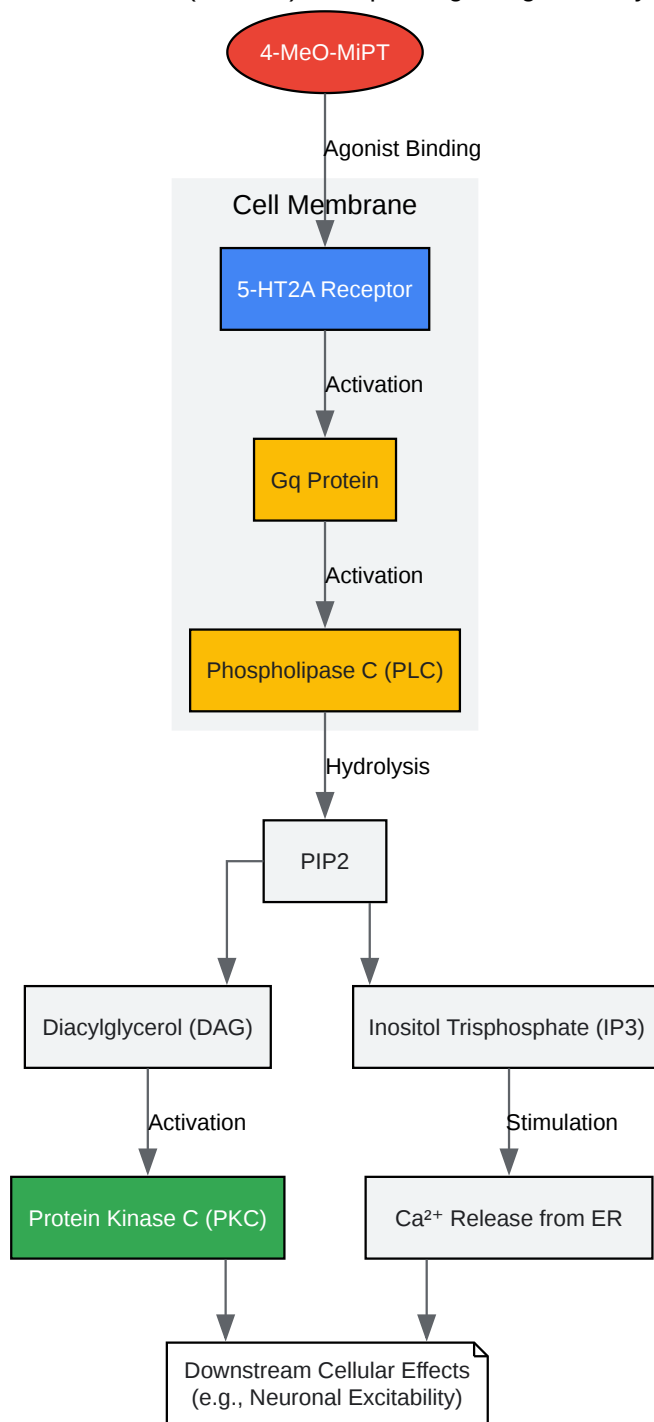 4-MeO-MiPT
Agonist Binding
Cell Membrane
5-HT2A Receptor
Activation
Gq Protein
Activation
Phospholipase C (PLC)
Hydrolysis
PIP2
Diacylglycerol (DAG)
Inositol Trisphosphate (IP3)
Activation
Stimulation
Protein Kinase C (PKC)
Ca²⁺ Release from ER
Downstream Cellular Effects
(e.g., Neuronal Excitability)